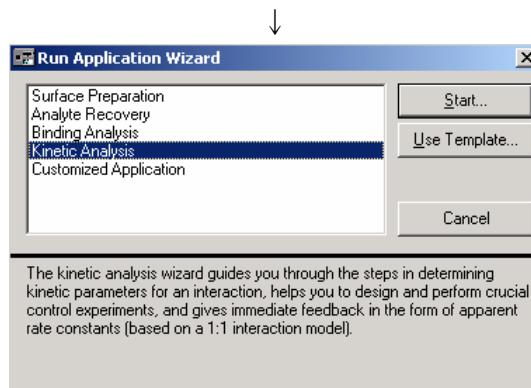 ↓
Run Application Wizard
Surface Preparation
Analyte Recovery
Binding Analysis
Kinetic Analysis
Customized Application
Start...
Use Template...
Cancel
The kinetic analysis wizard guides you through the steps in determining
kinetic parameters for an interaction, helps you to design and perform crucial
control experiments, and gives immediate feedback in the form of apparent
rate constants (based on a 1:1 interaction model).